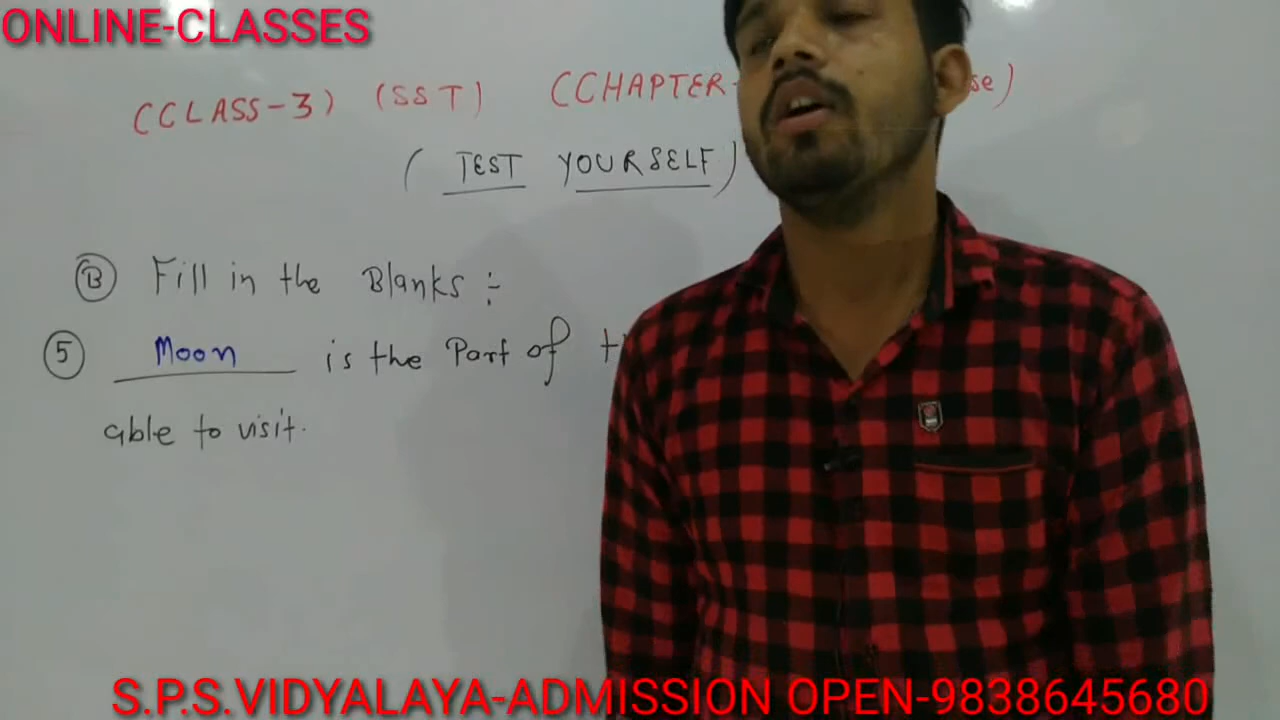 ONLINE-CLASSES
(CLASS-3) (SST) (CHAPTER- se)
(TEST YOURSELF)
B Fill in the Blanks :-
5 Moon is the Part of
able to visit.
S.P.S.VIDYALAYA-ADMISSION OPEN-9838645680